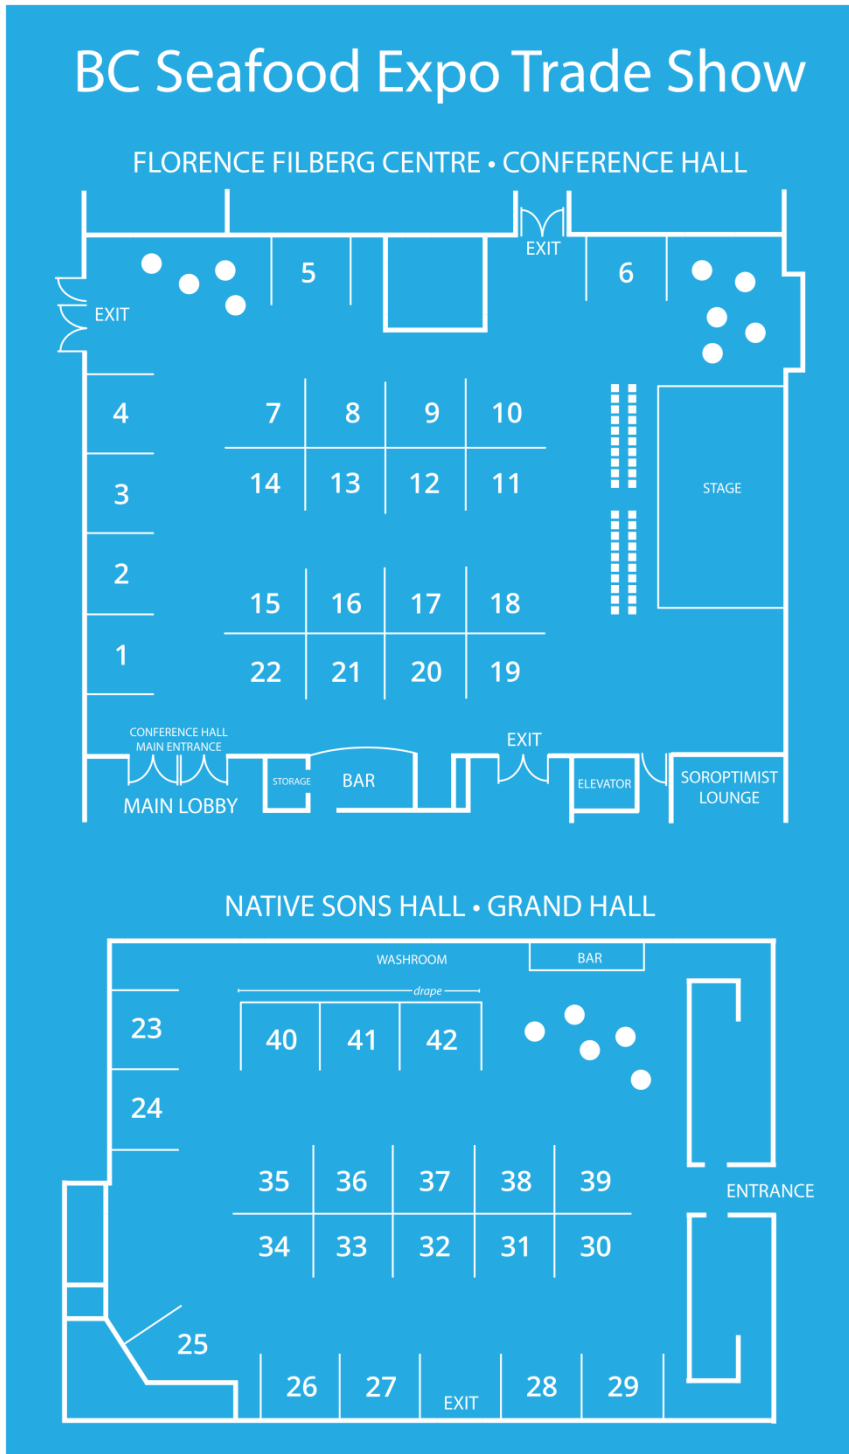 BC Seafood Expo Trade Show
FLORENCE FILBERG CENTRE • CONFERENCE HALL
EXIT
5
6
EXIT
4
7 8 9 10
3
14 13 12 11
STAGE
2
15 16 17 18
1
22 21 20 19
CONFERENCE HALL
MAIN ENTRANCE
EXIT
MAIN LOBBY
STORAGE
BAR
ELEVATOR
SOROPTIMIST
LOUNGE
NATIVE SONS HALL • GRAND HALL
WASHROOM
BAR
drape
23
40 41 42
24
35 36 37 38 39
ENTRANCE
34 33 32 31 30
25
26 27
EXIT
28 29